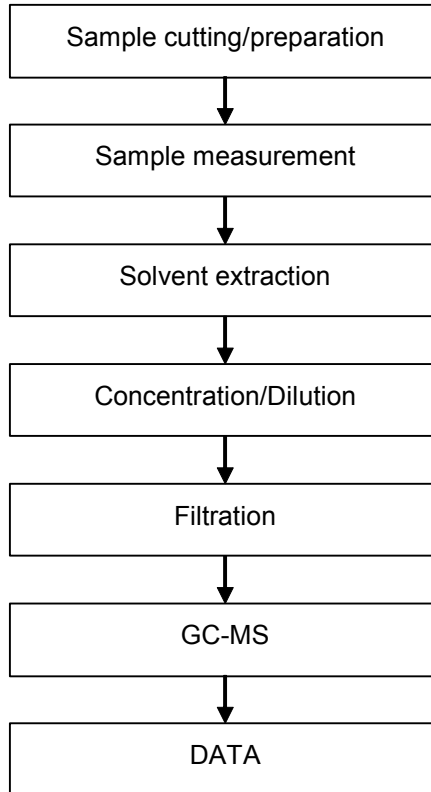 Sample cutting/preparation
Sample measurement
Solvent extraction
Concentration/Dilution
Filtration
GC-MS
DATA